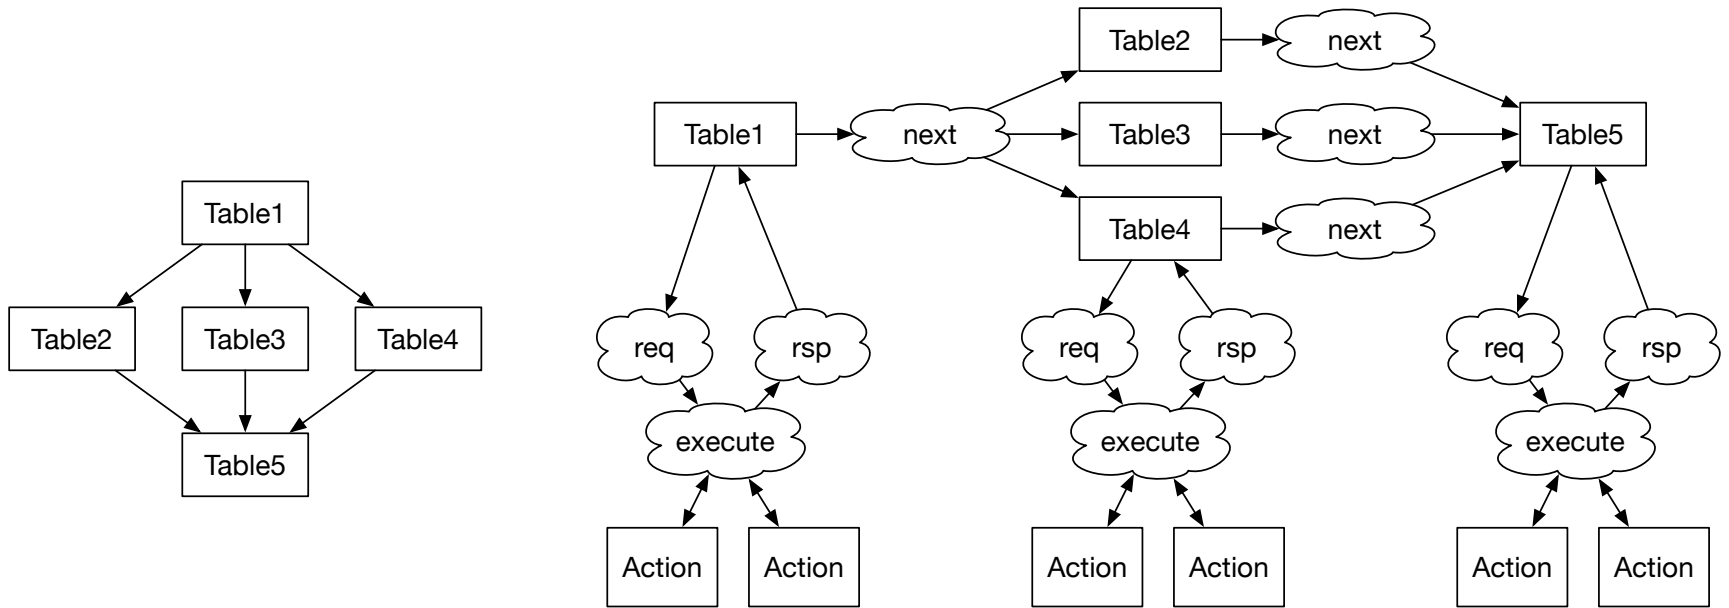 Table1
Table2
Table3
Table4
Table5
Table2
next
Table1
next
Table3
next
Table5
Table4
next
req
rsp
req
rsp
req
rsp
execute
execute
execute
Action
Action
Action
Action
Action
Action